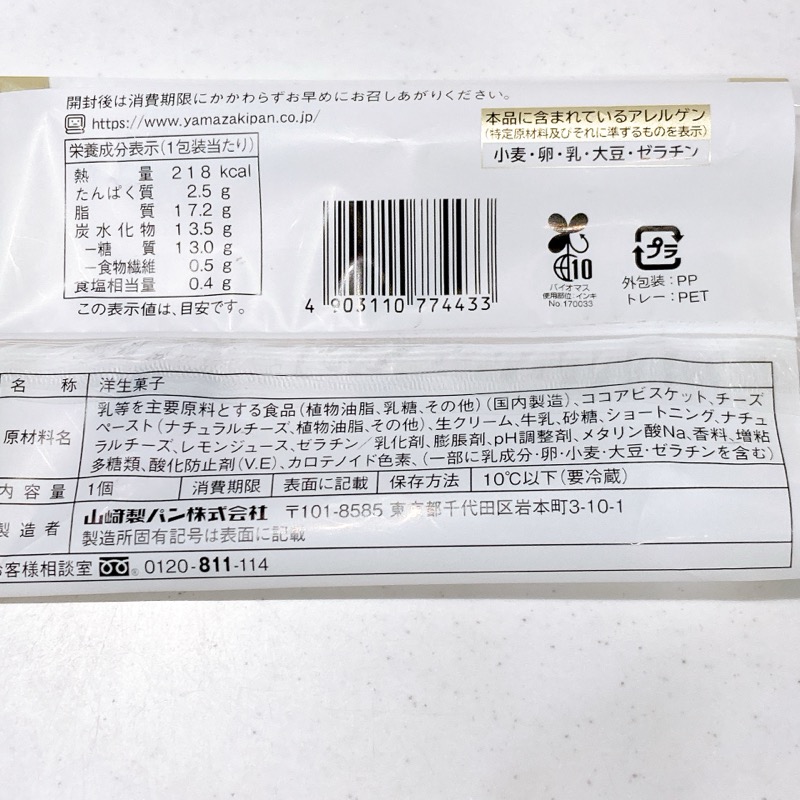 開封後は消費期限にかかわらずお早めにお召しあがりください。
https://www.yamazakipan.co.jp/
栄養成分表示(1包装当たり)
熱量 218 kcal
たんぱく質 2.5 g
脂質 17.2 g
炭水化物 13.5 g
－糖質 13.0 g
－食物繊維 0.5 g
食塩相当量 0.4 g
この表示値は、目安です。
4 903110 774433
本品に含まれているアレルゲン
(特定原材料及びそれに準ずるものを表示)
小麦・卵・乳・大豆・ゼラチン
10
バイオマス
使用部位:インキ
No.170033
プラ
外包装:PP
トレー:PET
名称 洋生菓子
原材料名 乳等を主要原料とする食品(植物油脂、乳糖、その他)(国内製造)、ココアビスケット、チーズ
ペースト(ナチュラルチーズ、植物油脂、その他)、生クリーム、牛乳、砂糖、ショートニング、ナチュ
ラルチーズ、レモンジュース、ゼラチン/乳化剤、膨脹剤、pH調整剤、メタリン酸Na、香料、増粘
多糖類、酸化防止剤(V.E)、カロテノイド色素、(一部に乳成分・卵・小麦・大豆・ゼラチンを含む)
内容量 1個 消費期限 表面に記載 保存方法 10℃以下(要冷蔵)
製造者 山崎製パン株式会社 〒101-8585 東京都千代田区岩本町3-10-1
製造所固有記号は表面に記載
お客様相談室 0120-811-114